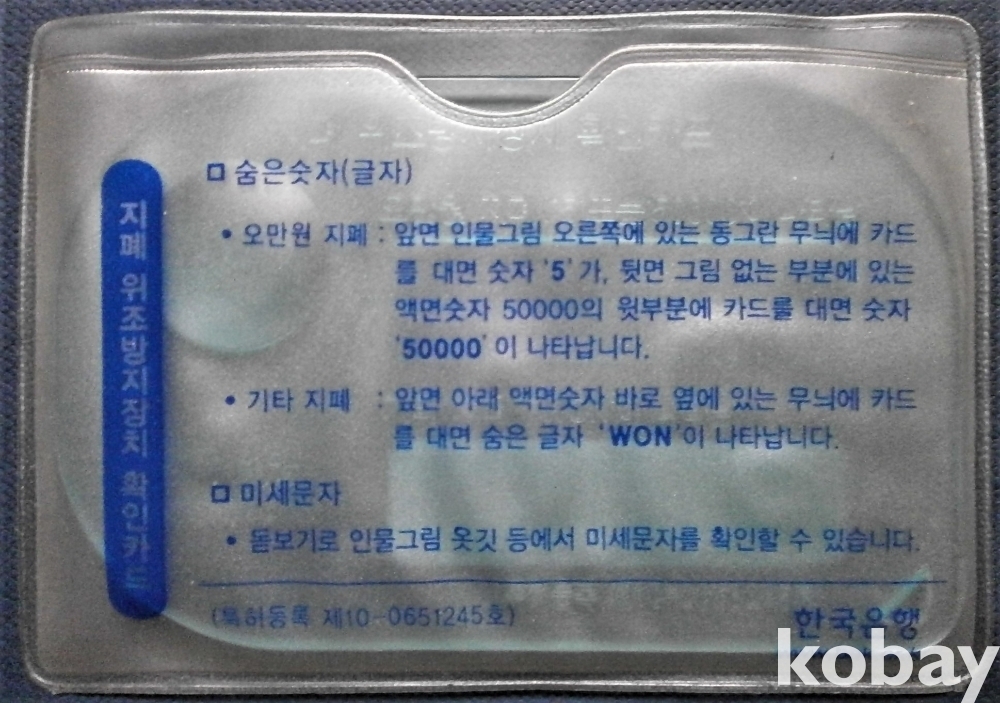 지폐 위조방지장치 확인카드
□ 숨은숫자(글자)
• 오만원 지폐 : 앞면 인물그림 오른쪽에 있는 동그란 무늬에 카드
를 대면 숫자 '5'가, 뒷면 그림 없는 부분에 있는
액면숫자 50000의 윗부분에 카드를 대면 숫자
'50000'이 나타납니다.
• 기타 지폐 : 앞면 아래 액면숫자 바로 옆에 있는 무늬에 카드
를 대면 숨은 글자 'WON'이 나타납니다.
□ 미세문자
• 돋보기로 인물그림 옷깃 등에서 미세문자를 확인할 수 있습니다.
(특허등록 제10-0651245호)
한국은행
kobay